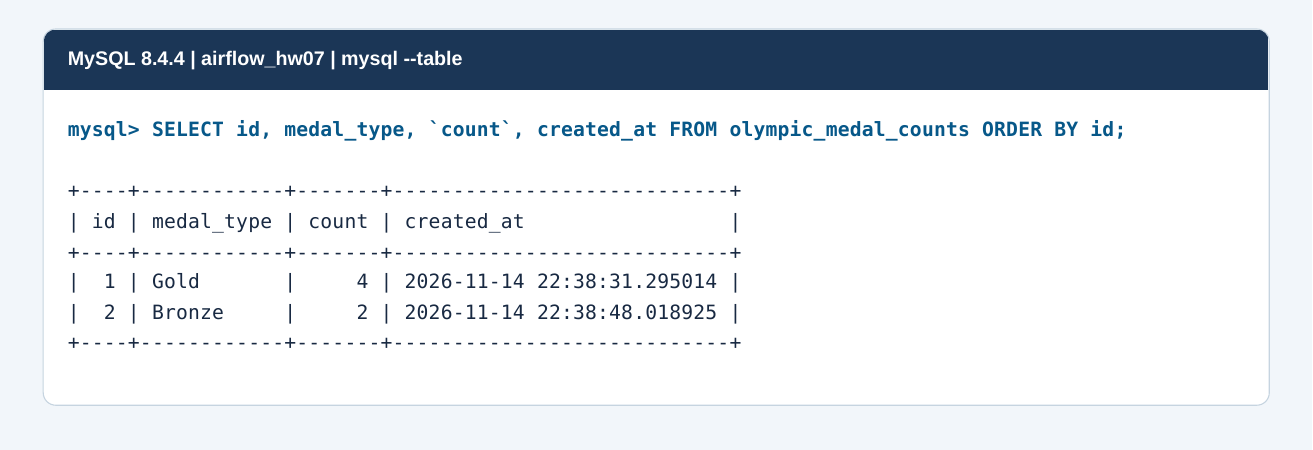 MySQL 8.4.4 | airflow_hw07 | mysql --table
mysql> SELECT id, medal_type, `count`, created_at FROM olympic_medal_counts ORDER BY id;
+----+------------+-------+----------------------------+
| id | medal_type | count | created_at                 |
+----+------------+-------+----------------------------+
|  1 | Gold       |     4 | 2026-11-14 22:38:31.295014 |
|  2 | Bronze     |     2 | 2026-11-14 22:38:48.018925 |
+----+------------+-------+----------------------------+